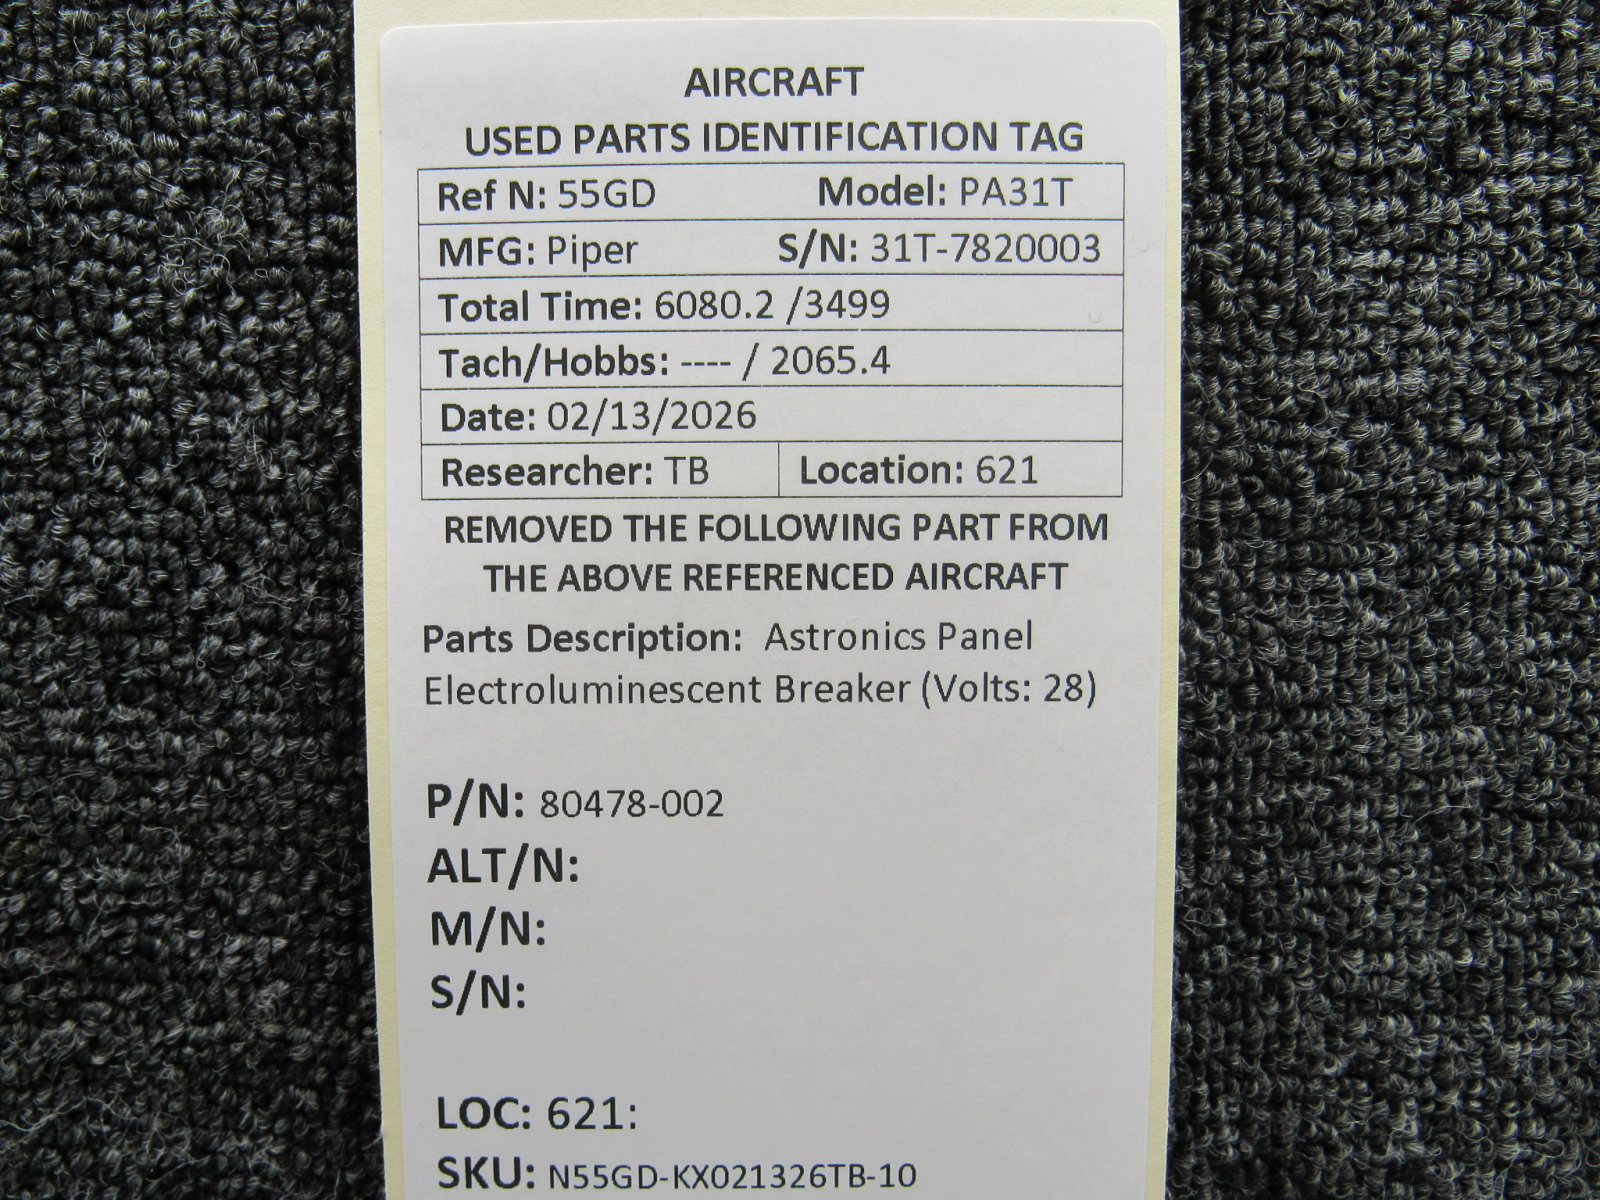 AIRCRAFT
USED PARTS IDENTIFICATION TAG
Ref N: 55GD Model: PA31T
MFG: Piper S/N: 31T-7820003
Total Time: 6080.2 /3499
Tach/Hobbs: ---- / 2065.4
Date: 02/13/2026
Researcher: TB Location: 621
REMOVED THE FOLLOWING PART FROM
THE ABOVE REFERENCED AIRCRAFT
Parts Description: Astronics Panel
Electroluminescent Breaker (Volts: 28)
P/N: 80478-002
ALT/N:
M/N:
S/N:
LOC: 621:
SKU: N55GD-KX021326TB-10